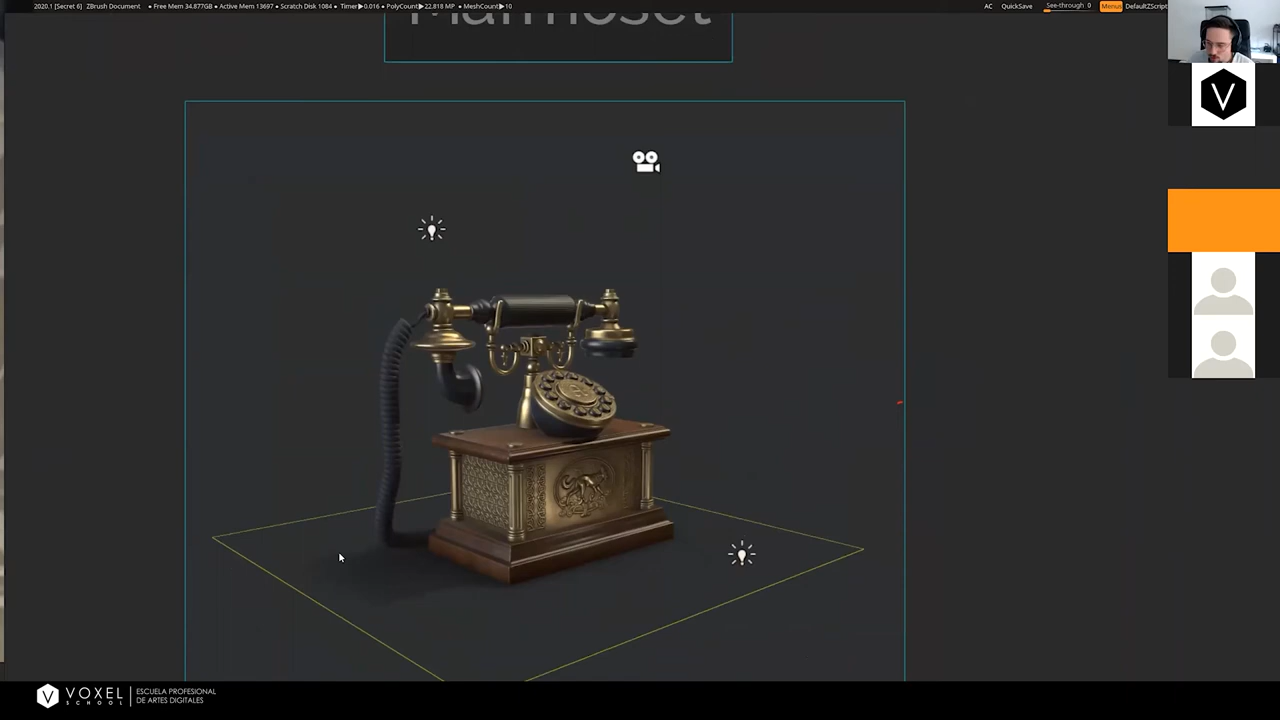 2020.1 [Secret 6] ZBrush Document • Free Mem 34.877GB • Active Mem 13697 • Scratch Disk 1084 • Timer▶0.016 • PolyCount▶22.818 MP • MeshCount▶10 AC QuickSave See-through 0 Menus DefaultZScript
Marmoset
V
V VOXEL SCHOOL
ESCUELA PROFESIONAL
DE ARTES DIGITALES